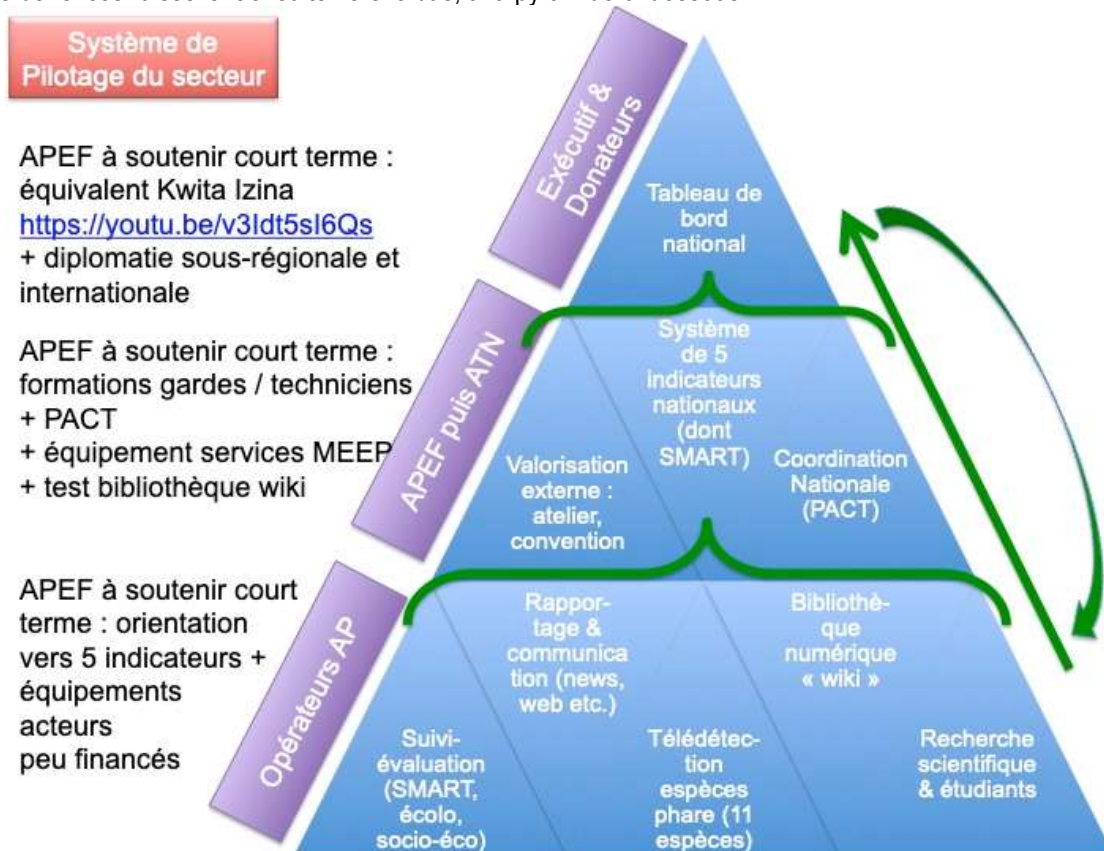 Système de
Pilotage du secteur
APEF à soutenir court terme :
équivalent Kwita Izina
https://youtu.be/v3Idt5sI6Qs
+ diplomatie sous-régionale et
internationale
Exécutif &
Donateurs
Tableau de
bord
national
APEF à soutenir court terme :
formations gardes / techniciens
+ PACT
+ équipement services MEEP
+ test bibliothèque wiki
APEF puis ATN
Système
de 5
indicateurs
nationaux
(dont
SMART)
Valorisation
externe :
atelier,
convention
Coordination
Nationale
(PACT)
APEF à soutenir court
terme : orientation
vers 5 indicateurs +
équipements
acteurs
peu financés
Opérateurs AP
Rappor-
tage &
communica
tion (news,
web etc.)
Bibliothè-
que
numérique
« wiki »
Suivi-
évaluation
(SMART,
écolo,
socio-éco)
Télédétec-
tion
espèces
phare (11
espèces)
Recherche
scientifique
& étudiants